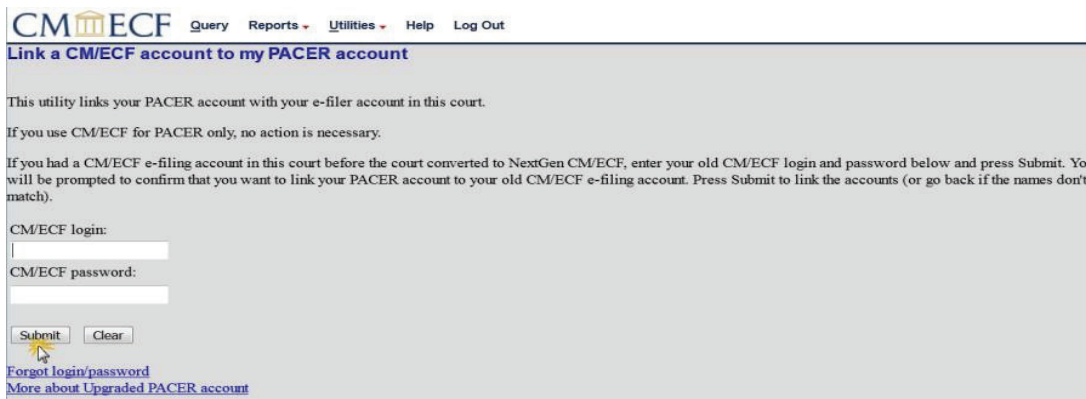 CM ECF Query Reports Utilities Help Log Out
Link a CM/ECF account to my PACER account
This utility links your PACER account with your e-filer account in this court.
If you use CM/ECF for PACER only, no action is necessary.
If you had a CM/ECF e-filing account in this court before the court converted to NextGen CM/ECF, enter your old CM/ECF login and password below and press Submit. Yo
will be prompted to confirm that you want to link your PACER account to your old CM/ECF e-filing account. Press Submit to link the accounts (or go back if the names don't
match).
CM/ECF login:
CM/ECF password:
Submit Clear
Forgot login/password
More about Upgraded PACER account